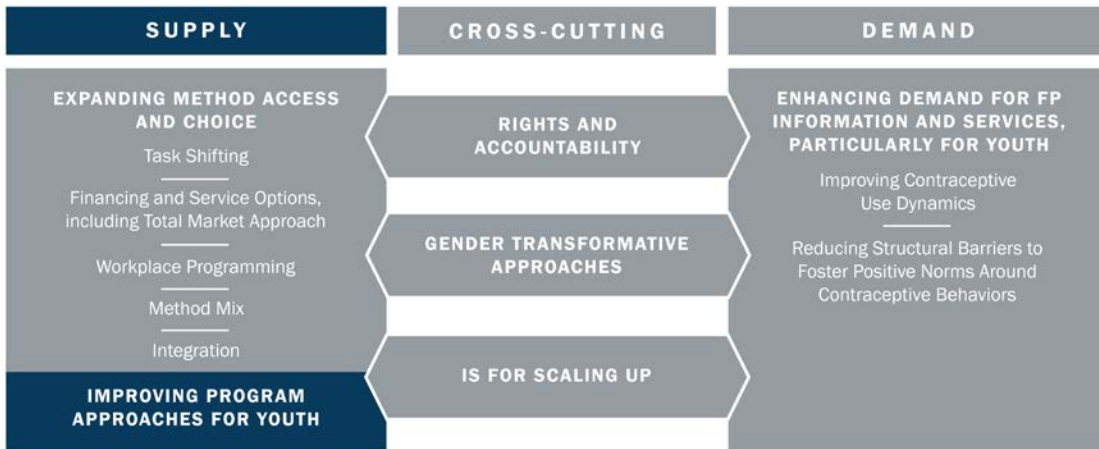 SUPPLY
EXPANDING METHOD ACCESS
AND CHOICE
Task Shifting
Financing and Service Options,
including Total Market Approach
Workplace Programming
Method Mix
Integration
IMPROVING PROGRAM
APPROACHES FOR YOUTH
CROSS-CUTTING
RIGHTS AND
ACCOUNTABILITY
GENDER TRANSFORMATIVE
APPROACHES
IS FOR SCALING UP
DEMAND
ENHANCING DEMAND FOR FP
INFORMATION AND SERVICES,
PARTICULARLY FOR YOUTH
Improving Contraceptive
Use Dynamics
Reducing Structural Barriers to
Foster Positive Norms Around
Contraceptive Behaviors